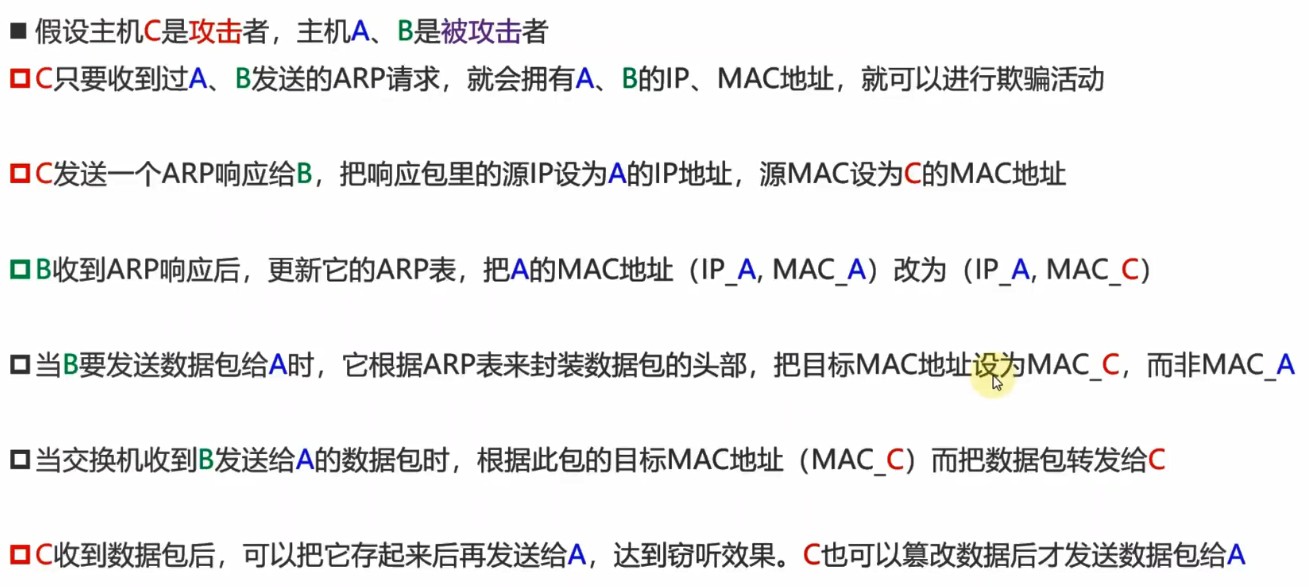 假设主机C是攻击者，主机A、B是被攻击者
C只要收到过A、B发送的ARP请求，就会拥有A、B的IP、MAC地址，就可以进行欺骗活动
C发送一个ARP响应给B，把响应包里的源IP设为A的IP地址，源MAC设为C的MAC地址
B收到ARP响应后，更新它的ARP表，把A的MAC地址（IP_A, MAC_A）改为（IP_A, MAC_C）
当B要发送数据包给A时，它根据ARP表来封装数据包的头部，把目标MAC地址设为MAC_C，而非MAC_A
当交换机收到B发送给A的数据包时，根据此包的目标MAC地址（MAC_C）而把数据包转发给C
C收到数据包后，可以把它存起来后再发送给A，达到窃听效果。C也可以篡改数据后才发送数据包给A